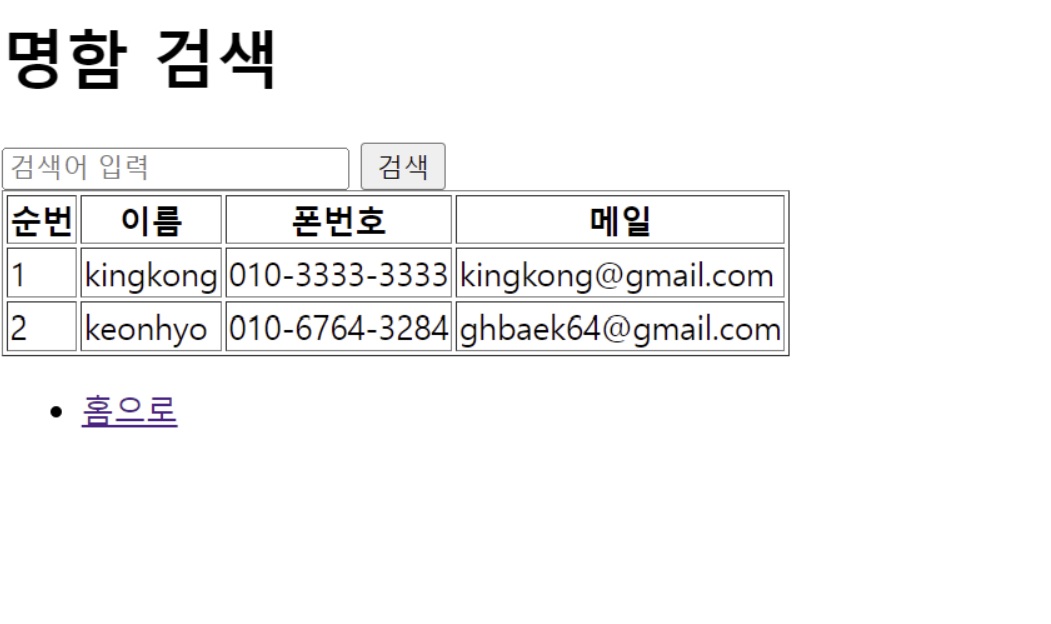 명함 검색
검색어 입력 검색
순번 이름 폰번호 메일
1 kingkong 010-3333-3333 kingkong@gmail.com
2 keonhyo 010-6764-3284 ghbaek64@gmail.com
홈으로